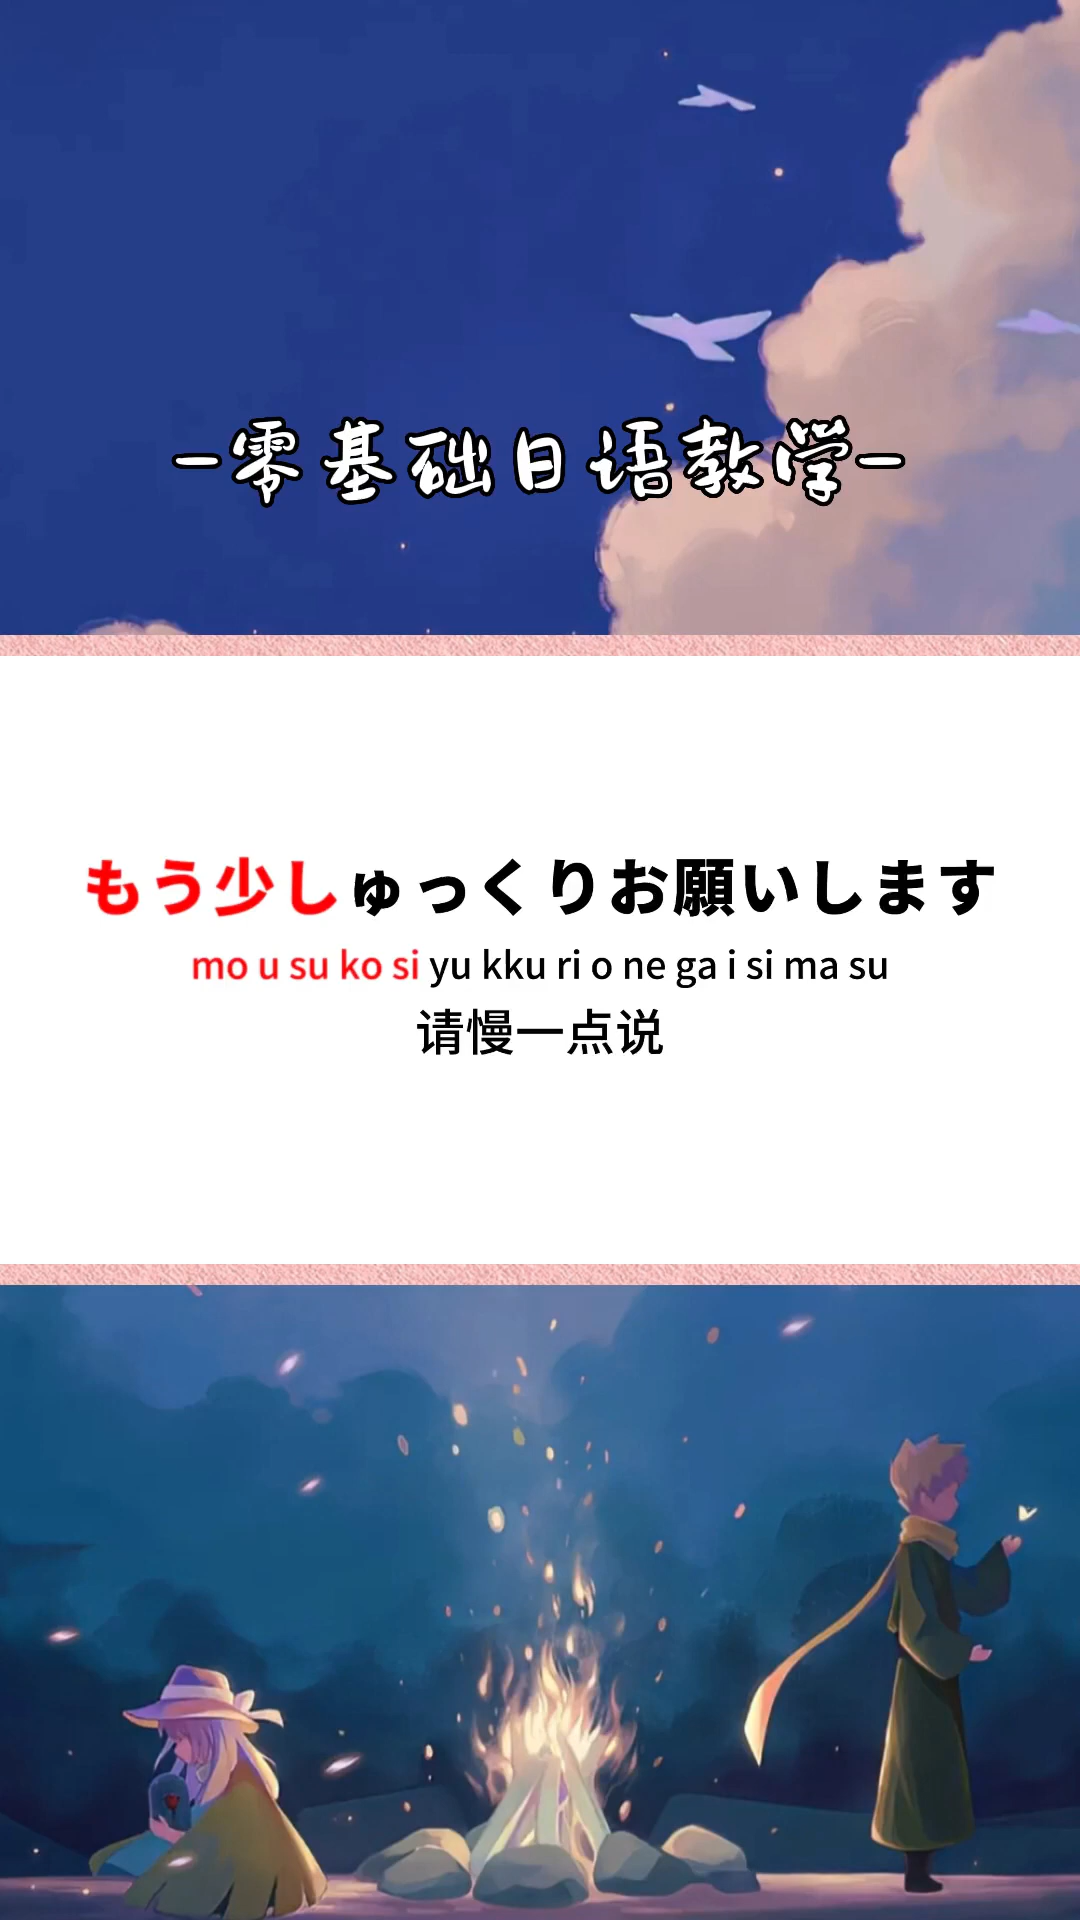 -零基础日语教学-
もう少しゅっくりお願いします
mo u su ko si yu kku ri o ne ga i si ma su
请慢一点说